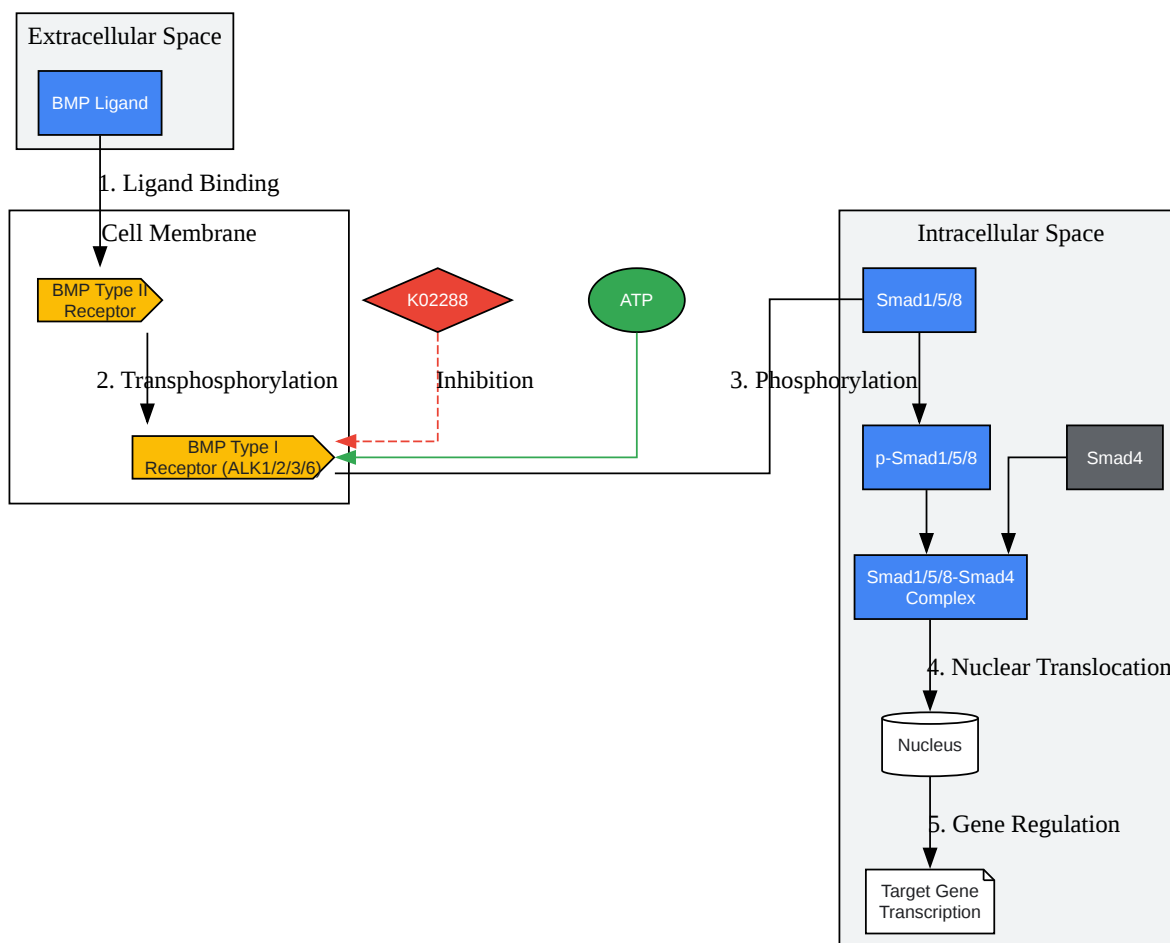 Extracellular Space
BMP Ligand
1. Ligand Binding
Cell Membrane
BMP Type II
Receptor
2. Transphosphorylation
BMP Type I
Receptor (ALK1/2/3/6)
K02288
Inhibition
ATP
Intracellular Space
Smad1/5/8
3. Phosphorylation
p-Smad1/5/8
Smad4
Smad1/5/8-Smad4
Complex
4. Nuclear Translocation
Nucleus
5. Gene Regulation
Target Gene
Transcription